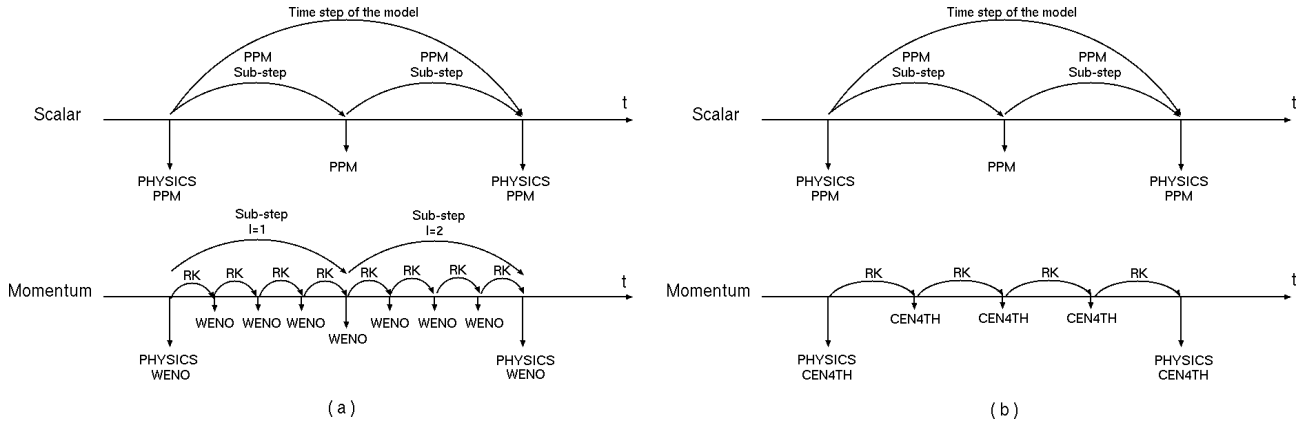 Time step of the model
PPM
Sub-step
PPM
Sub-step
t
Scalar
PPM
PHYSICS
PPM
PHYSICS
PPM
Sub-step
l=1
Sub-step
l=2
RK RK RK RK RK RK RK RK
t
Momentum
WENO WENO WENO WENO WENO WENO
WENO
PHYSICS
WENO
PHYSICS
WENO
( a )
Time step of the model
PPM
Sub-step
PPM
Sub-step
t
Scalar
PPM
PHYSICS
PPM
PHYSICS
PPM
RK RK RK RK
t
Momentum
CEN4TH CEN4TH CEN4TH
PHYSICS
CEN4TH
PHYSICS
CEN4TH
( b )